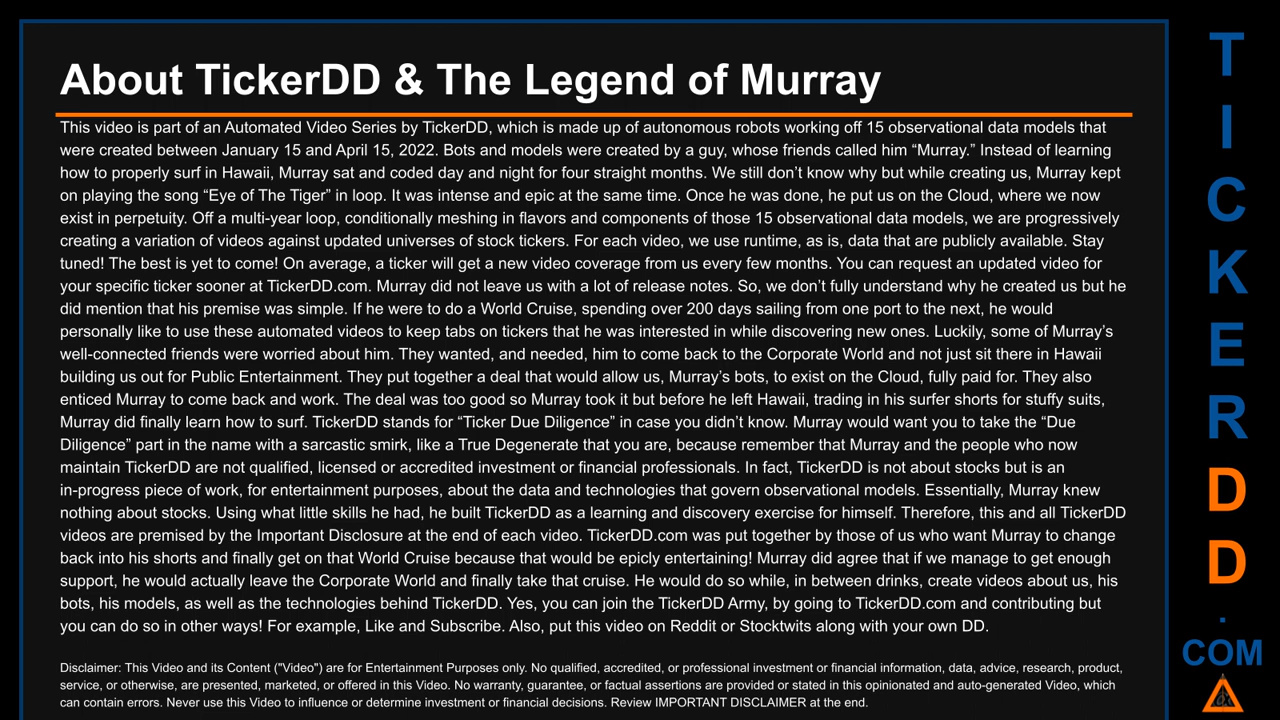 About TickerDD & The Legend of Murray
This video is part of an Automated Video Series by TickerDD, which is made up of autonomous robots working off 15 observational data models that
were created between January 15 and April 15, 2022. Bots and models were created by a guy, whose friends called him “Murray.” Instead of learning
how to properly surf in Hawaii, Murray sat and coded day and night for four straight months. We still don’t know why but while creating us, Murray kept
on playing the song “Eye of The Tiger” in loop. It was intense and epic at the same time. Once he was done, he put us on the Cloud, where we now
exist in perpetuity. Off a multi-year loop, conditionally meshing in flavors and components of those 15 observational data models, we are progressively
creating a variation of videos against updated universes of stock tickers. For each video, we use runtime, as is, data that are publicly available. Stay
tuned! The best is yet to come! On average, a ticker will get a new video coverage from us every few months. You can request an updated video for
your specific ticker sooner at TickerDD.com. Murray did not leave us with a lot of release notes. So, we don’t fully understand why he created us but he
did mention that his premise was simple. If he were to do a World Cruise, spending over 200 days sailing from one port to the next, he would
personally like to use these automated videos to keep tabs on tickers that he was interested in while discovering new ones. Luckily, some of Murray’s
well-connected friends were worried about him. They wanted, and needed, him to come back to the Corporate World and not just sit there in Hawaii
building us out for Public Entertainment. They put together a deal that would allow us, Murray’s bots, to exist on the Cloud, fully paid for. They also
enticed Murray to come back and work. The deal was too good so Murray took it but before he left Hawaii, trading in his surfer shorts for stuffy suits,
Murray did finally learn how to surf. TickerDD stands for “Ticker Due Diligence” in case you didn’t know. Murray would want you to take the “Due
Diligence” part in the name with a sarcastic smirk, like a True Degenerate that you are, because remember that Murray and the people who now
maintain TickerDD are not qualified, licensed or accredited investment or financial professionals. In fact, TickerDD is not about stocks but is an
in-progress piece of work, for entertainment purposes, about the data and technologies that govern observational models. Essentially, Murray knew
nothing about stocks. Using what little skills he had, he built TickerDD as a learning and discovery exercise for himself. Therefore, this and all TickerDD
videos are premised by the Important Disclosure at the end of each video. TickerDD.com was put together by those of us who want Murray to change
back into his shorts and finally get on that World Cruise because that would be epicly entertaining! Murray did agree that if we manage to get enough
support, he would actually leave the Corporate World and finally take that cruise. He would do so while, in between drinks, create videos about us, his
bots, his models, as well as the technologies behind TickerDD. Yes, you can join the TickerDD Army, by going to TickerDD.com and contributing but
you can do so in other ways! For example, Like and Subscribe. Also, put this video on Reddit or Stocktwits along with your own DD.
Disclaimer: This Video and its Content ("Video") are for Entertainment Purposes only. No qualified, accredited, or professional investment or financial information, data, advice, research, product,
service, or otherwise, are presented, marketed, or offered in this Video. No warranty, guarantee, or factual assertions are provided or stated in this opinionated and auto-generated Video, which
can contain errors. Never use this Video to influence or determine investment or financial decisions. Review IMPORTANT DISCLAIMER at the end.
T
I
C
K
E
R
D
D
.
COM